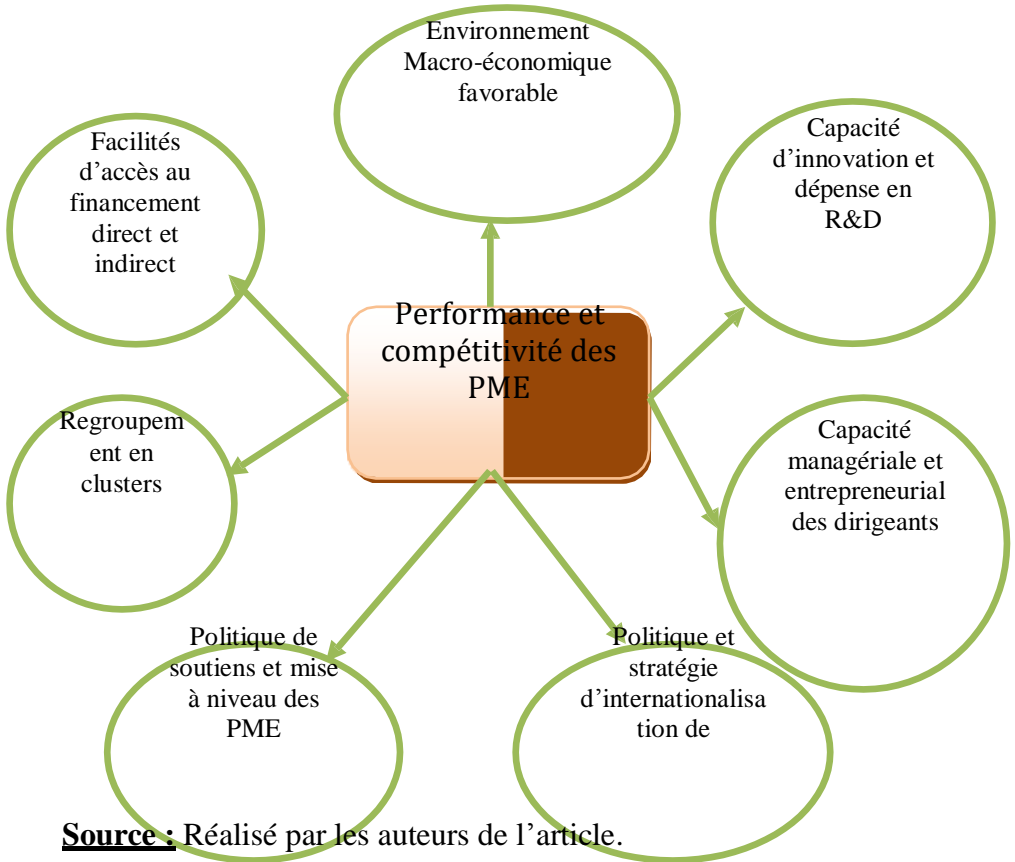 Environnement
Macro-économique
favorable
Facilités
d'accès au
financement
direct et
indirect
Capacité
d'innovation et
dépense en
R&D
Performance et
compétitivité des
PME
Regroupem
ent en
clusters
Capacité
managériale et
entrepreneurial
des dirigeants
Politique de
soutiens et mise
à niveau des
PME
Politique et
stratégie
d'internationalisa
tion de
Source : Réalisé par les auteurs de l'article.